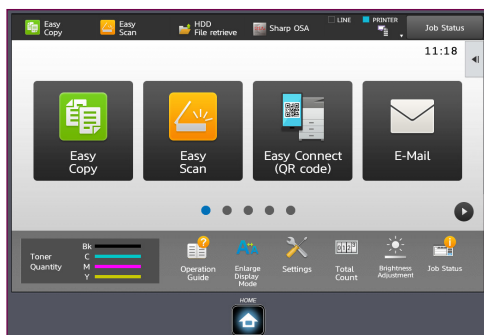 Easy
Copy
Easy
Scan
HDD
File retrieve
Sharp OSA
LINE
PRINTER
Job Status
11:18
Easy
Copy
Easy
Scan
Easy Connect
(QR code)
E-Mail
Toner
Quantity
Bk
C
M
Y
Operation
Guide
Enlarge
Display
Mode
Settings
Total
Count
Brightness
Adjustment
Job Status
HOME